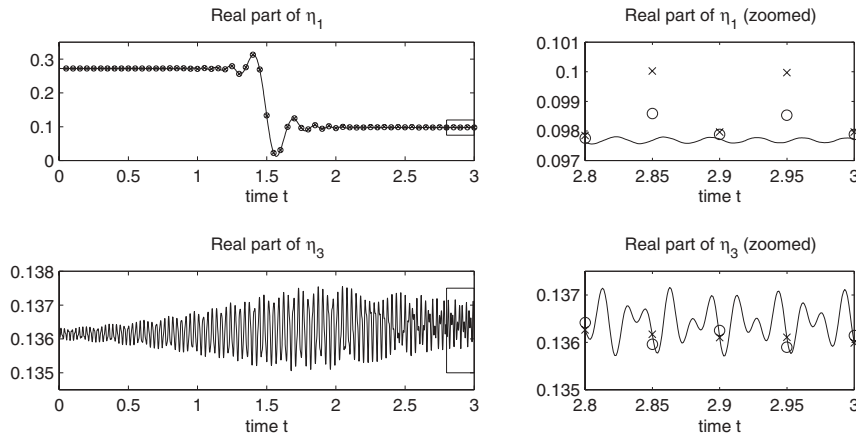 Real part of η1
0.3
0.2
0.1
0
0 0.5 1 1.5 2 2.5 3
time t
Real part of η1 (zoomed)
0.101
0.1
0.099
0.098
0.097
2.8 2.85 2.9 2.95 3
time t
Real part of η3
0.138
0.137
0.136
0.135
0 0.5 1 1.5 2 2.5 3
time t
Real part of η3 (zoomed)
0.137
0.136
0.135
2.8 2.85 2.9 2.95 3
time t